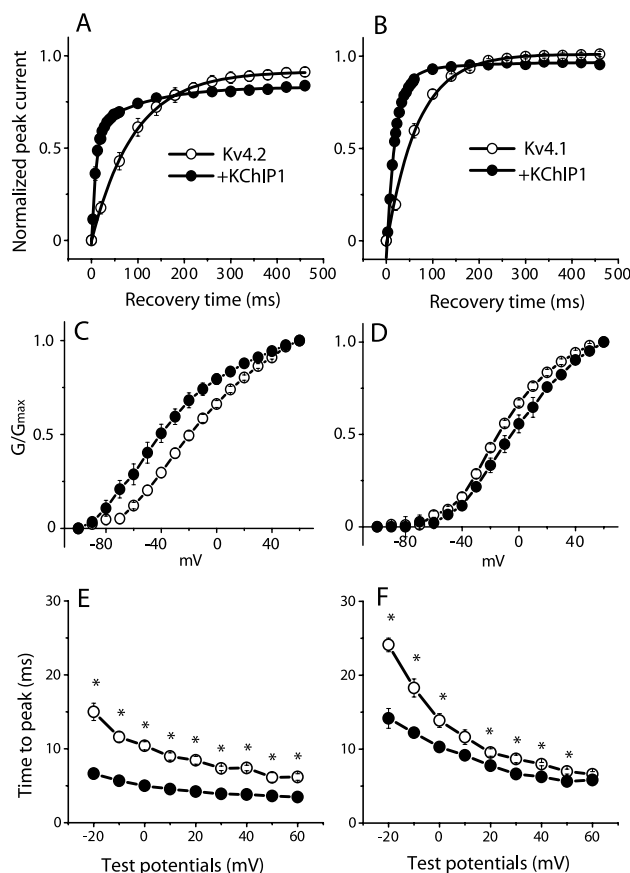 A
B
Normalized peak current
1.0
0.5
0
Kv4.2
+KChIP1
0 100 200 300 400 500
Recovery time (ms)
1.0
0.5
0
Kv4.1
+KChIP1
0 100 200 300 400 500
Recovery time (ms)
C
D
G/Gmax
1.0
0.5
0
-80 -40 0 40
mV
1.0
0.5
0
-80 -40 0 40
mV
E
F
Time to peak (ms)
30
20
10
0
* * * * * * * * *
-20 0 20 40 60
Test potentials (mV)
30
20
10
0
* * * * * * *
-20 0 20 40 60
Test potentials (mV)